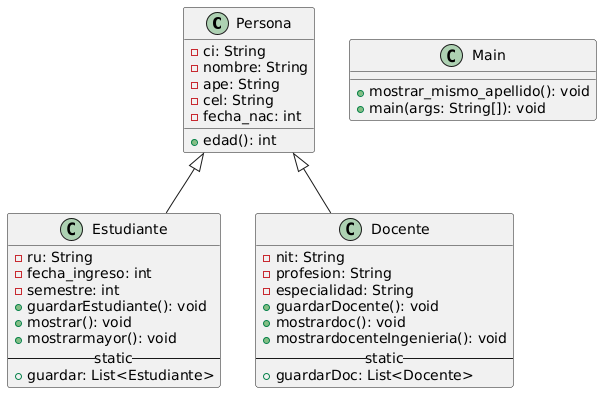 C Persona
ci: String
nombre: String
ape: String
cel: String
fecha_nac: int
edad(): int
C Main
mostrar_mismo_apellido(): void
main(args: String[]): void
C Estudiante
ru: String
fecha_ingreso: int
semestre: int
guardarEstudiante(): void
mostrar(): void
mostrarmayor(): void
static
guardar: List<Estudiante>
C Docente
nit: String
profesion: String
especialidad: String
guardarDocente(): void
mostrardoc(): void
mostrardocenteIngenieria(): void
static
guardarDoc: List<Docente>